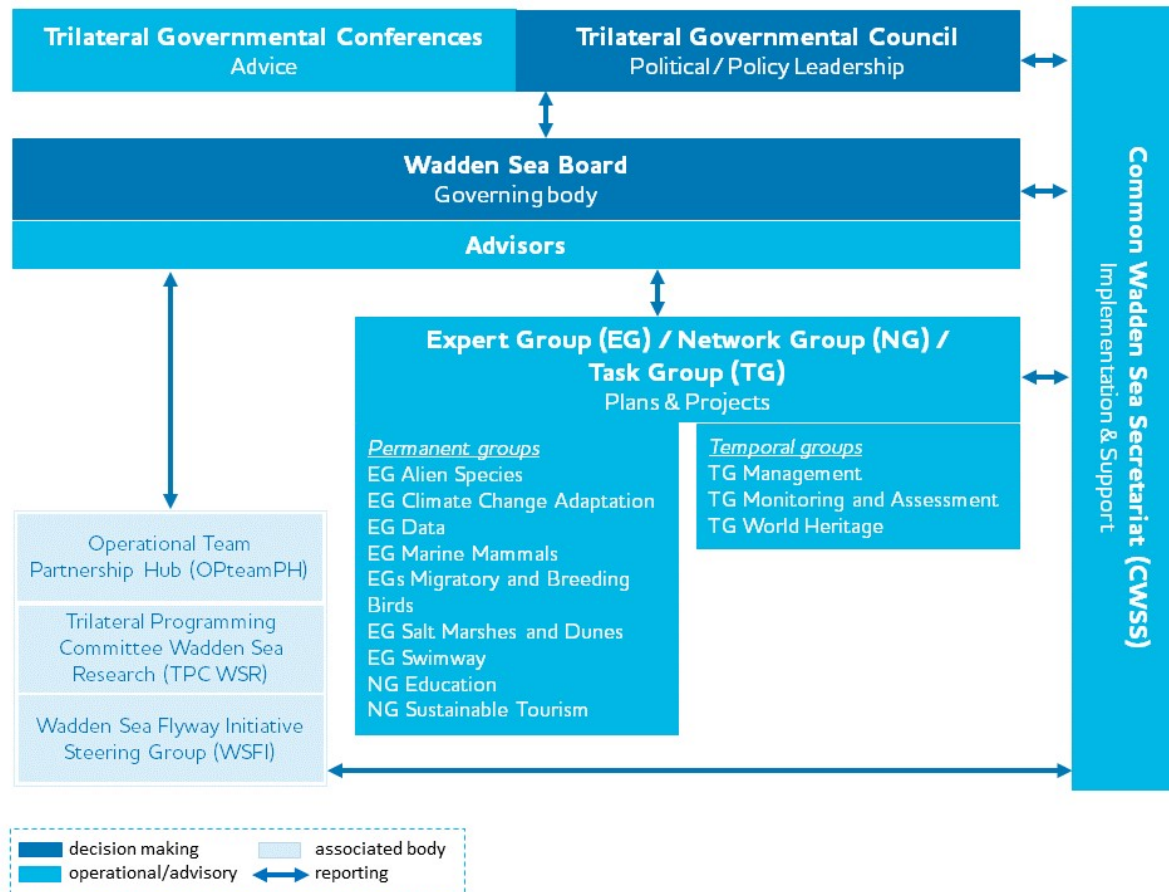 Trilateral Governmental Conferences
Advice
Trilateral Governmental Council
Political / Policy Leadership
Wadden Sea Board
Governing body
Advisors
Expert Group (EG) / Network Group (NG) /
Task Group (TG)
Plans & Projects
Permanent groups
EG Alien Species
EG Climate Change Adaptation
EG Data
EG Marine Mammals
EGs Migratory and Breeding
Birds
EG Salt Marshes and Dunes
EG Swimway
NG Education
NG Sustainable Tourism
Temporal groups
TG Management
TG Monitoring and Assessment
TG World Heritage
Operational Team
Partnership Hub (OPteamPH)
Trilateral Programming
Committee Wadden Sea
Research (TPC WSR)
Wadden Sea Flyway Initiative
Steering Group (WSFI)
Common Wadden Sea Secretariat (CWSS)
Implementation & Support
decision making
associated body
operational/advisory
reporting